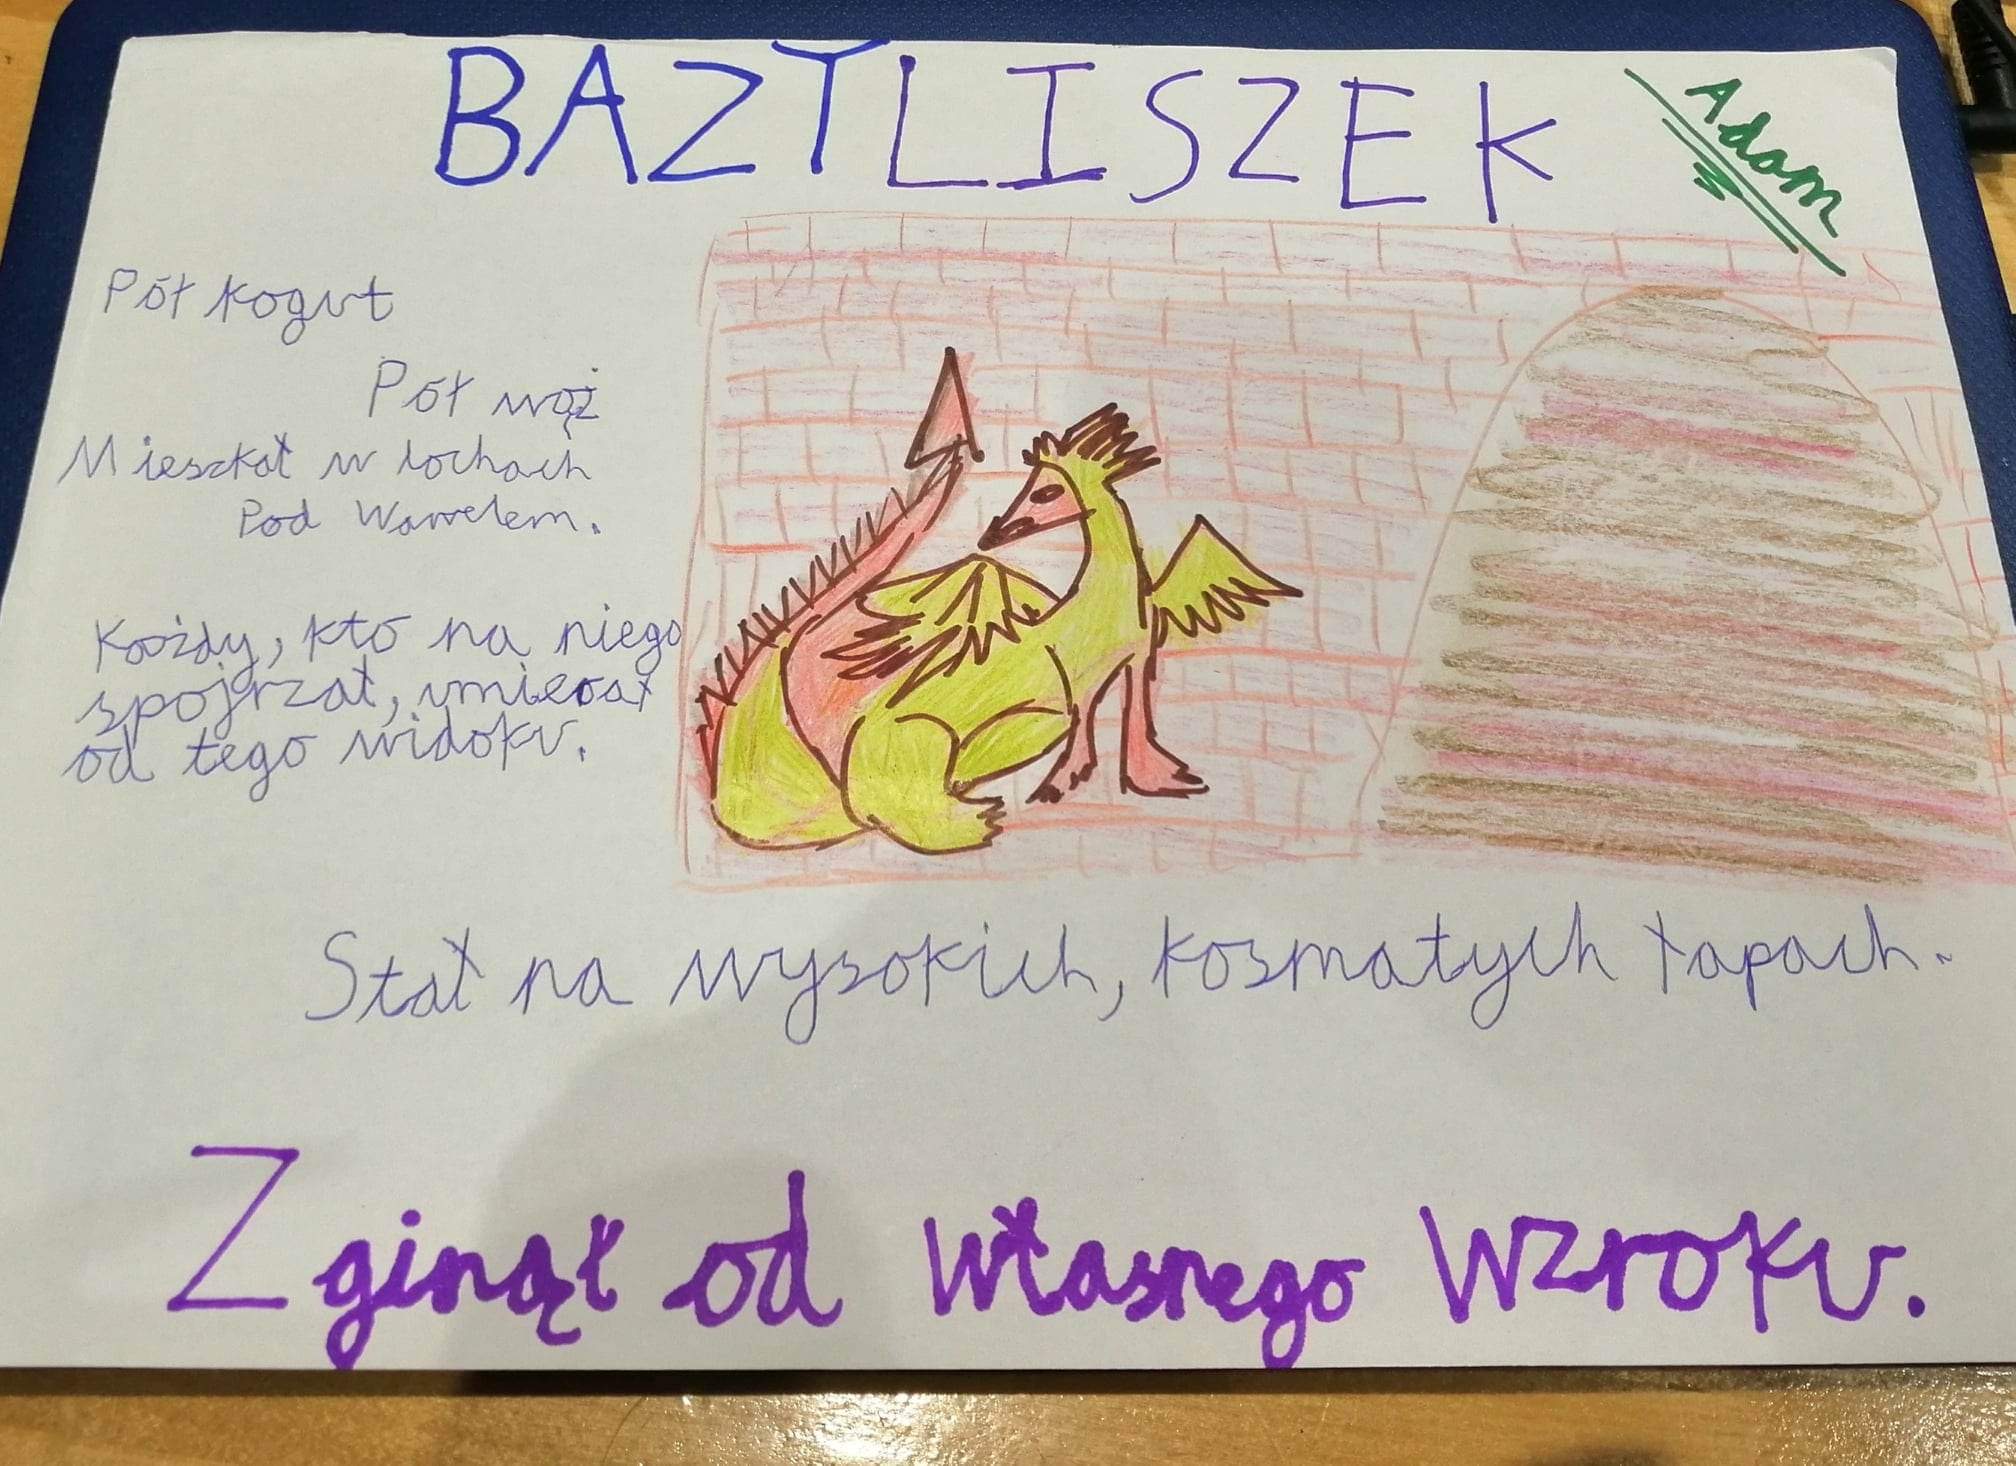 BAZYLISZEK
Adam
Pół kogut
Pół wąż
Mieszkał w lochach
Pod Wawelem.
Każdy, kto na niego
spojrzał, umierał
od tego widoku.
Stał na wysokich, kosmatych łapach.
Zginął od własnego wzroku.